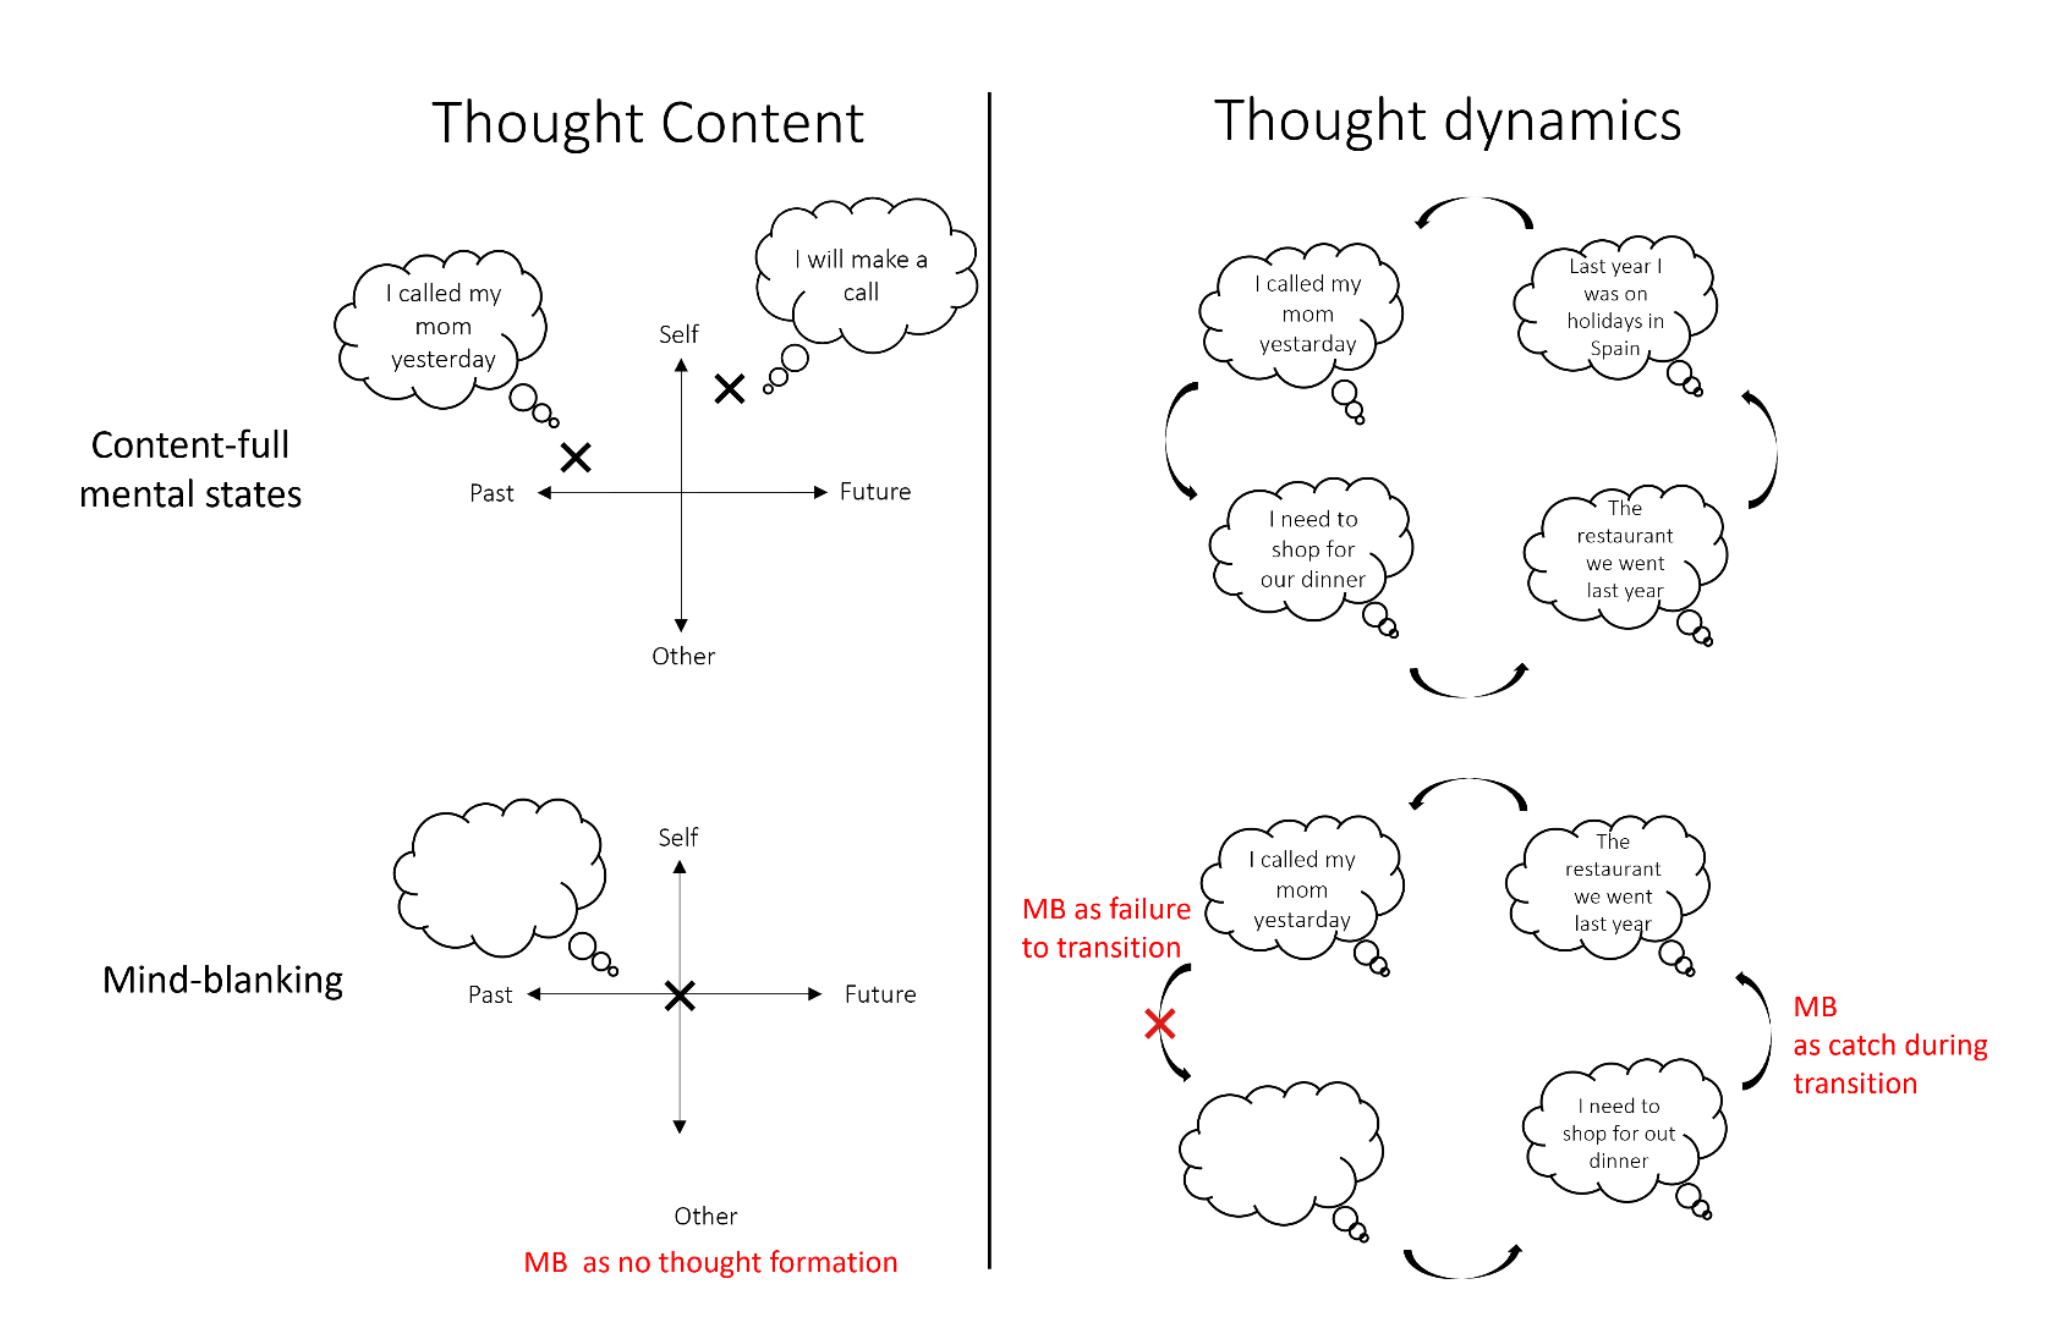 Thought Content
Thought dynamics
I called my
mom
yesterday
I will make a
call
Self
Past
Future
Other
Content-full
mental states
I called my
mom
yestarday
Last year I
was on
holidays in
Spain
I need to
shop for
our dinner
The
restaurant
we went
last year
Mind-blanking
Self
Past
Future
Other
MB as no thought formation
MB as failure
to transition
I called my
mom
yestarday
The
restaurant
we went
last year
MB
as catch during
transition
I need to
shop for out
dinner